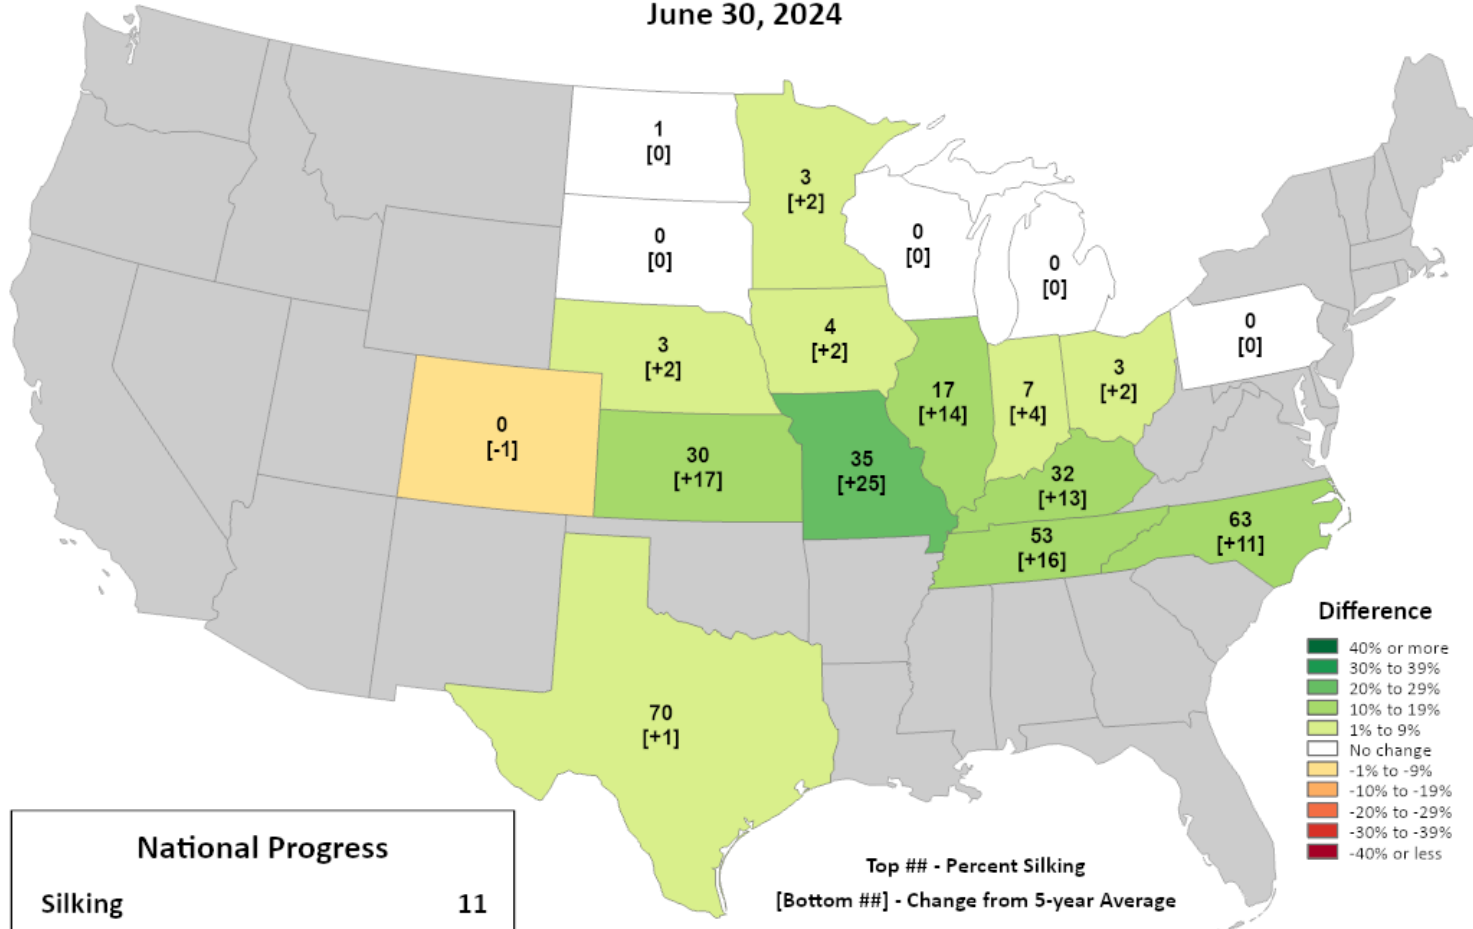 June 30, 2024
1
[0]
3
[+2]
0
[0]
0
[0]
0
[0]
3
[+2]
4
[+2]
0
[0]
17
[+14]
7
[+4]
3
[+2]
0
[-1]
30
[+17]
35
[+25]
32
[+13]
53
[+16]
63
[+11]
70
[+1]
Difference
40% or more
30% to 39%
20% to 29%
10% to 19%
1% to 9%
No change
-1% to -9%
-10% to -19%
-20% to -29%
-30% to -39%
-40% or less
National Progress
Silking 11
Top ## - Percent Silking
[Bottom ##] - Change from 5-year Average